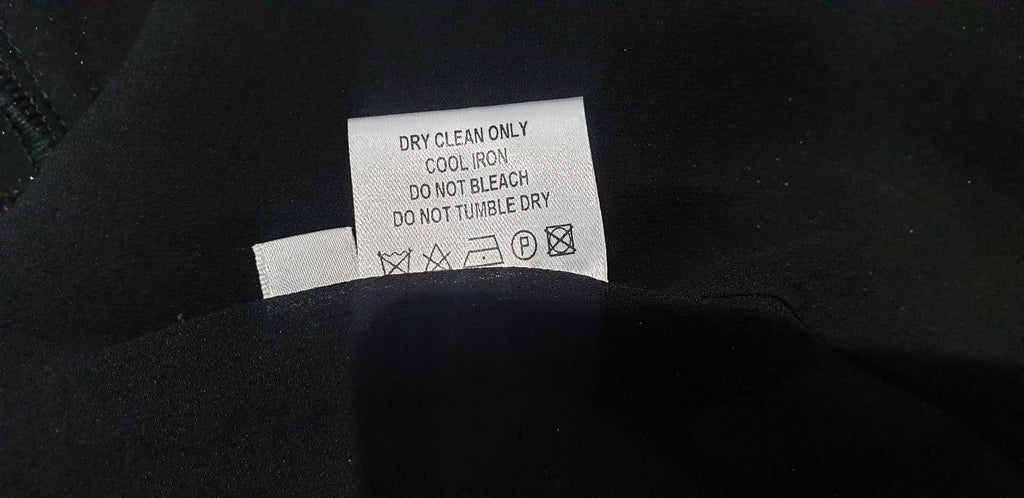 DRY CLEAN ONLY
COOL IRON
DO NOT BLEACH
DO NOT TUMBLE DRY
P